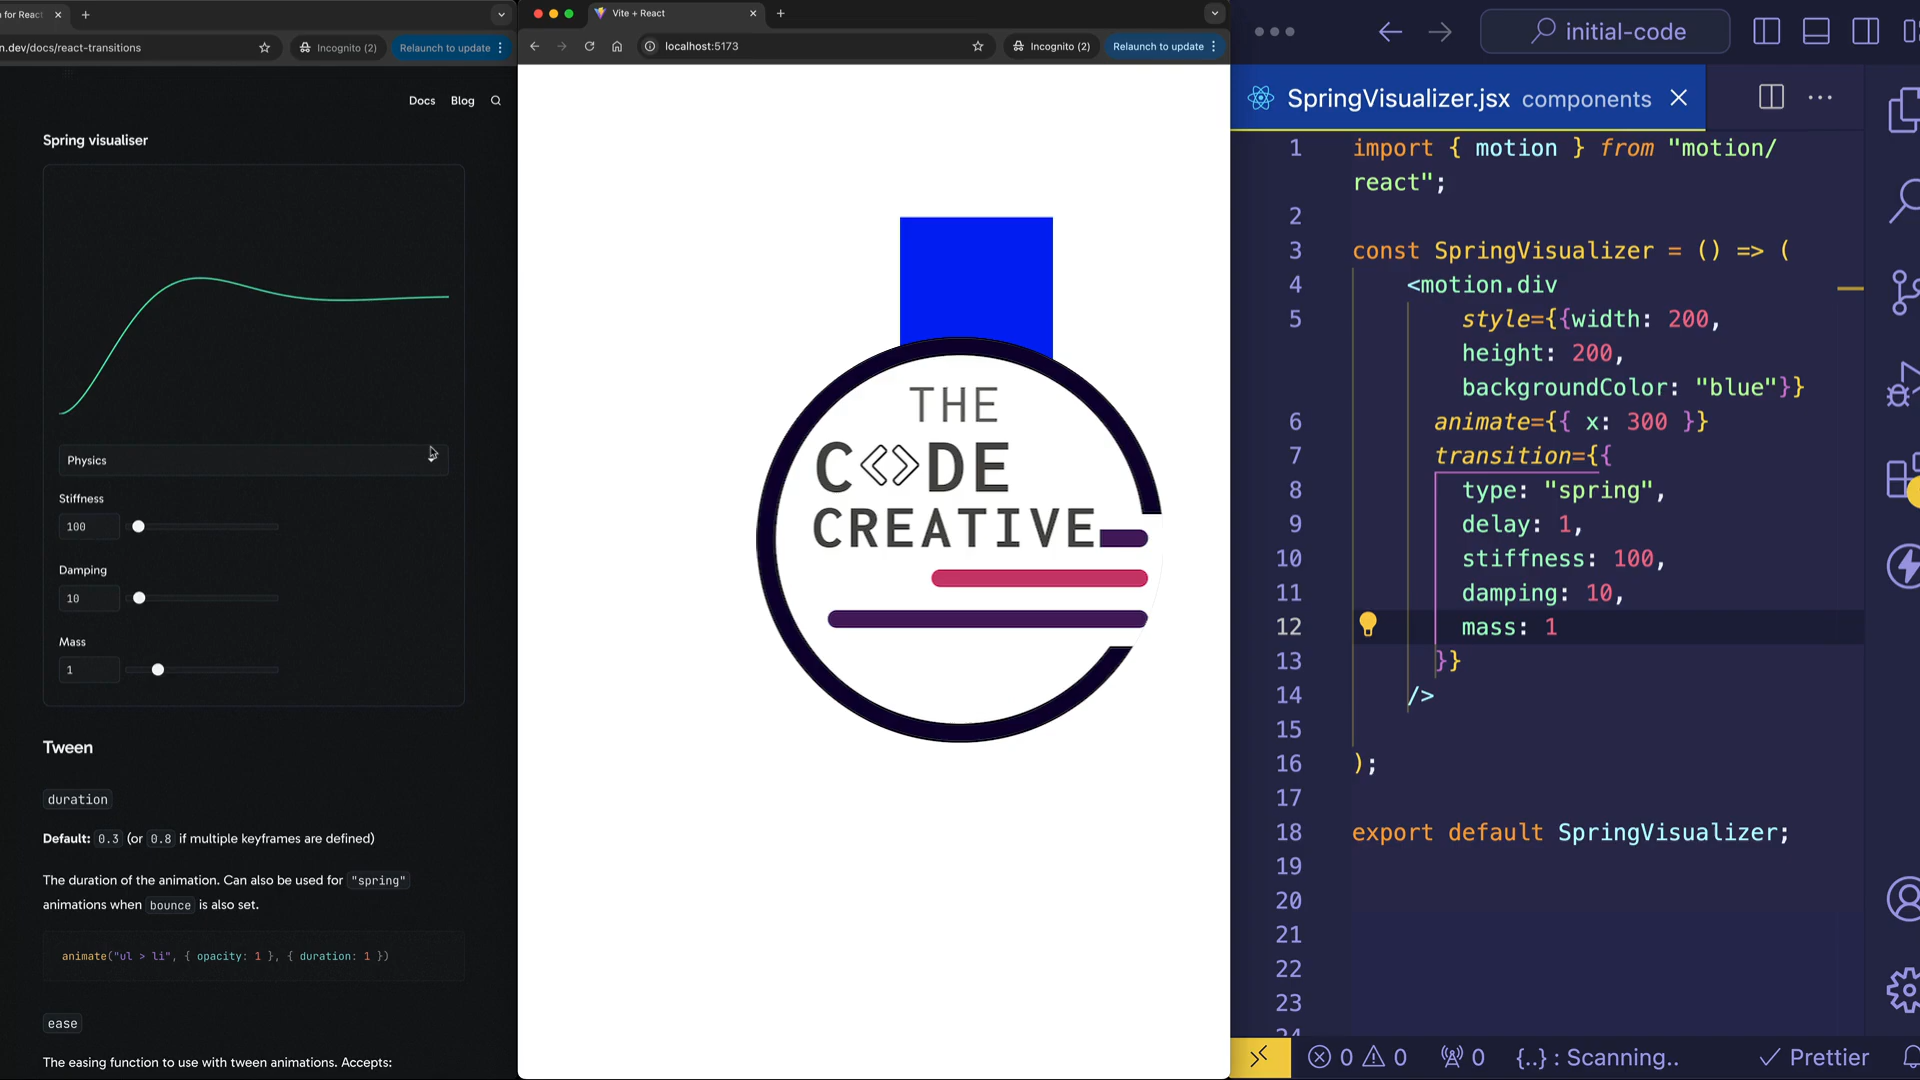 n for React
n.dev/docs/react-transitions
Incognito (2)
Relaunch to update
Docs
Blog
Spring visualiser
Physics
Stiffness
100
Damping
10
Mass
1
Tween
duration
Default: 0.3 (or 0.8 if multiple keyframes are defined)
The duration of the animation. Can also be used for "spring"
animations when bounce is also set.
animate("ul > li", { opacity: 1 }, { duration: 1 })
ease
The easing function to use with tween animations. Accepts:
Vite + React
localhost:5173
Incognito (2)
Relaunch to update
THE
C<>DE
CREATIVE
initial-code
SpringVisualizer.jsx components
1 import { motion } from "motion/
react";
2
3 const SpringVisualizer = () => (
4 <motion.div
5 style={{width: 200,
height: 200,
backgroundColor: "blue"}}
6 animate={{ x: 300 }}
7 transition={{
8 type: "spring",
9 delay: 1,
10 stiffness: 100,
11 damping: 10,
12 mass: 1
13 }}
14 />
15
16 );
17
18 export default SpringVisualizer;
19
20
21
22
23
24
0 0 0 {..} : Scanning.. Prettier